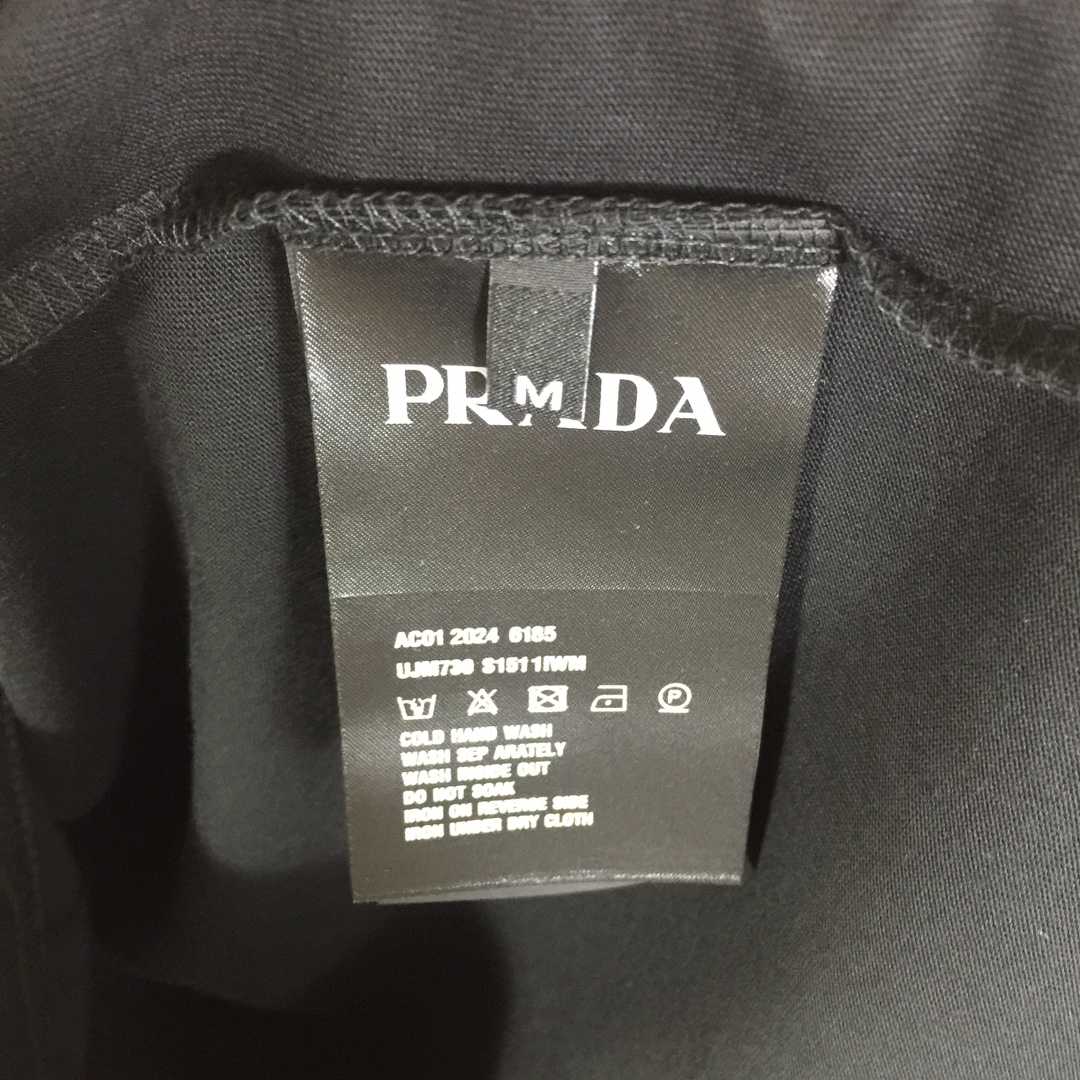 PRADA
M
AC01 2024 6185
UJM730 S1511IWM
P
COLD HAND WASH
WASH SEP ARATELY
WASH INSIDE OUT
DO NOT SOAK
IRON ON REVERSE SIDE
IRON UNDER DRY CLOTH